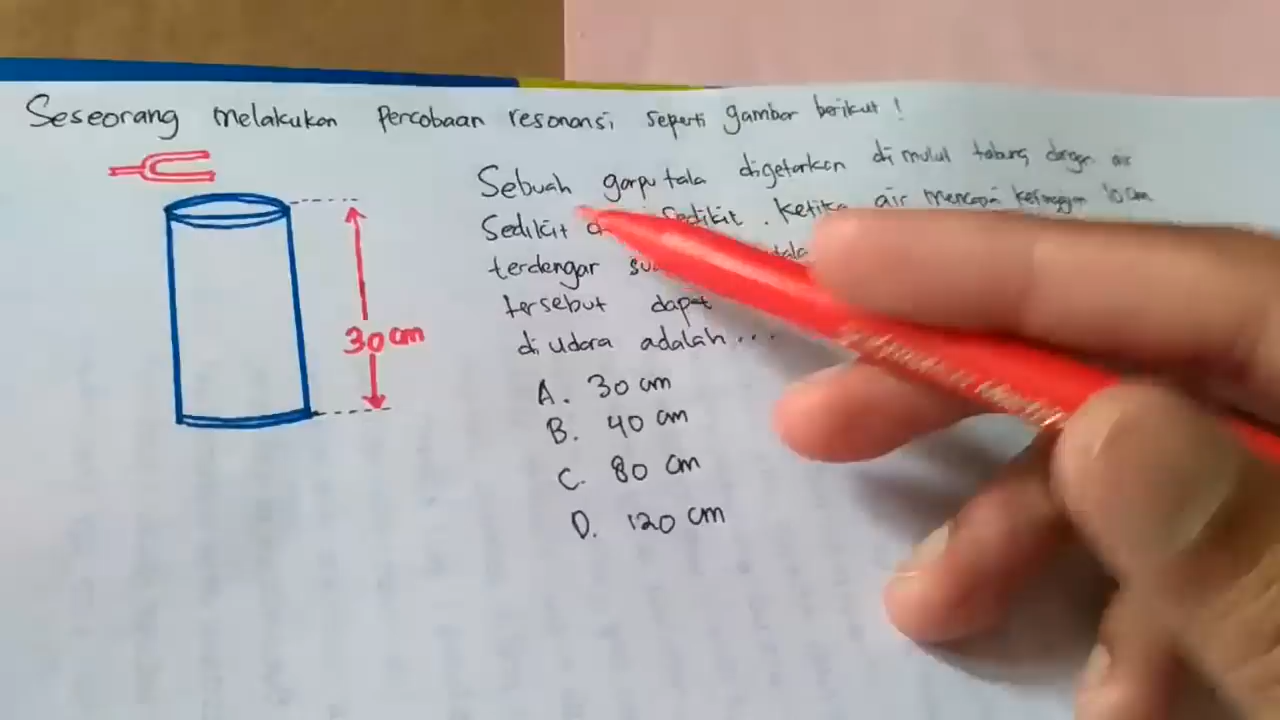 Seseorang melakukan Percobaan resonansi seperti gambar berikut !
Sebuah garpu tala digetarkan di mulut tabung dengan air
Sedikit sedikit. Ketika air mencapai ketinggian 10 cm
terdengar
tersebut dapat
di udara adalah...
30 cm
A. 30 cm
B. 40 cm
C. 80 cm
D. 120 cm